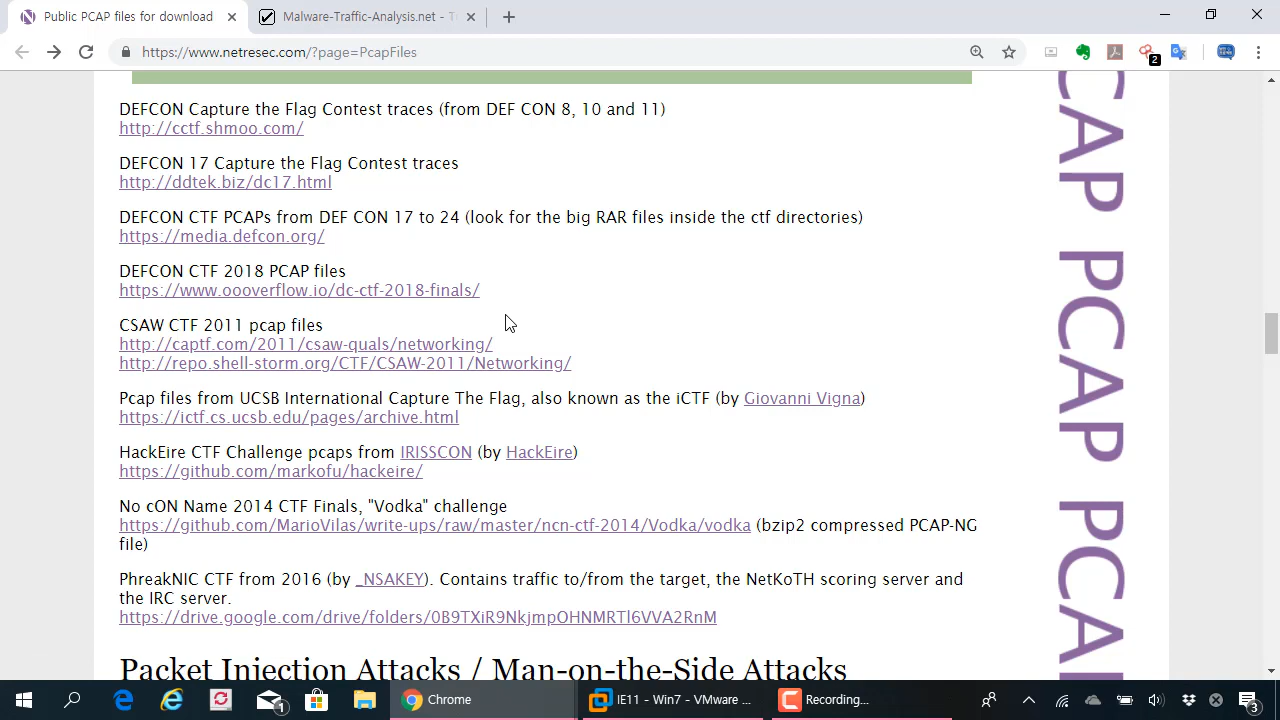 Public PCAP files for download
Malware-Traffic-Analysis.net - T
https://www.netresec.com/?page=PcapFiles
2
DEFCON Capture the Flag Contest traces (from DEF CON 8, 10 and 11)
http://cctf.shmoo.com/
DEFCON 17 Capture the Flag Contest traces
http://ddtek.biz/dc17.html
DEFCON CTF PCAPs from DEF CON 17 to 24 (look for the big RAR files inside the ctf directories)
https://media.defcon.org/
DEFCON CTF 2018 PCAP files
https://www.oooverflow.io/dc-ctf-2018-finals/
CSAW CTF 2011 pcap files
http://captf.com/2011/csaw-quals/networking/
http://repo.shell-storm.org/CTF/CSAW-2011/Networking/
Pcap files from UCSB International Capture The Flag, also known as the iCTF (by Giovanni Vigna)
https://ictf.cs.ucsb.edu/pages/archive.html
HackEire CTF Challenge pcaps from IRISSCON (by HackEire)
https://github.com/markofu/hackeire/
No cON Name 2014 CTF Finals, "Vodka" challenge
https://github.com/MarioVilas/write-ups/raw/master/ncn-ctf-2014/Vodka/vodka (bzip2 compressed PCAP-NG
file)
PhreakNIC CTF from 2016 (by _NSAKEY). Contains traffic to/from the target, the NetKoTH scoring server and
the IRC server.
https://drive.google.com/drive/folders/0B9TXiR9NkjmpOHNMRTl6VVA2RnM
Packet Injection Attacks / Man-on-the-Side Attacks
CAP PCAP PCA
1
Chrome
IE11 - Win7 - VMware ...
Recording...
3